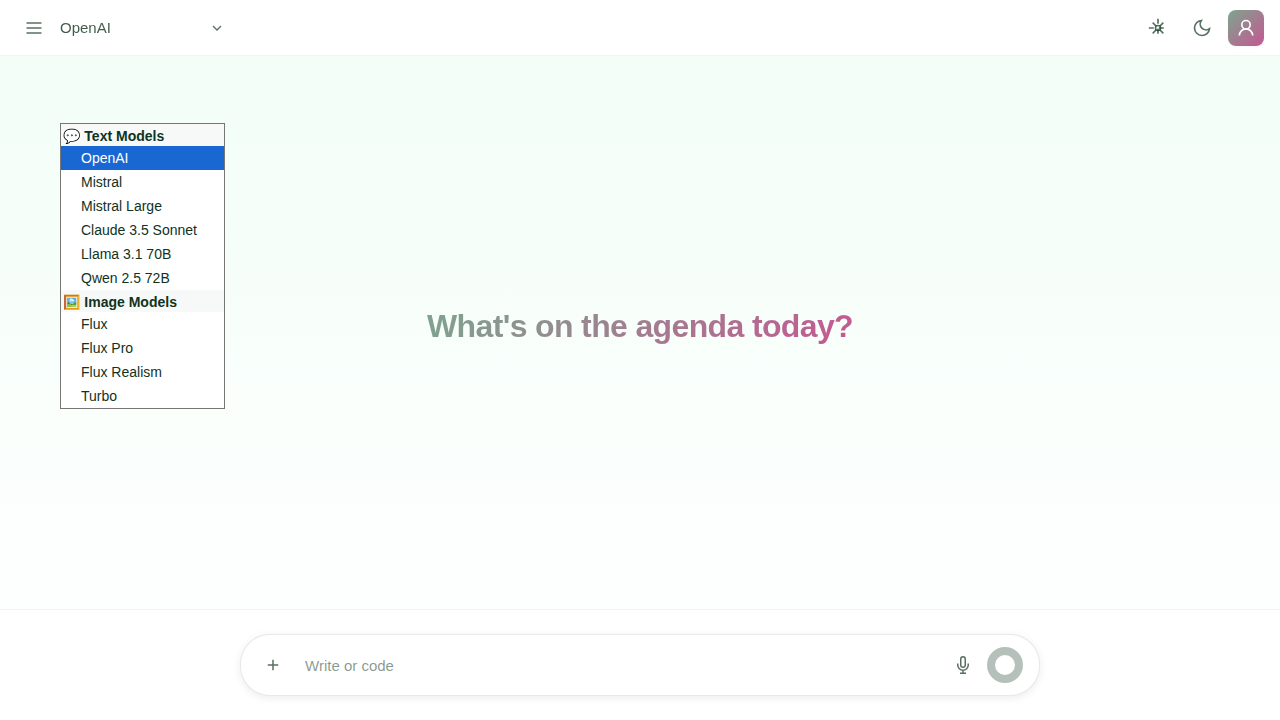 OpenAI
💬 Text Models
OpenAI
Mistral
Mistral Large
Claude 3.5 Sonnet
Llama 3.1 70B
Qwen 2.5 72B
🖼️ Image Models
Flux
Flux Pro
Flux Realism
Turbo
What's on the agenda today?
Write or code